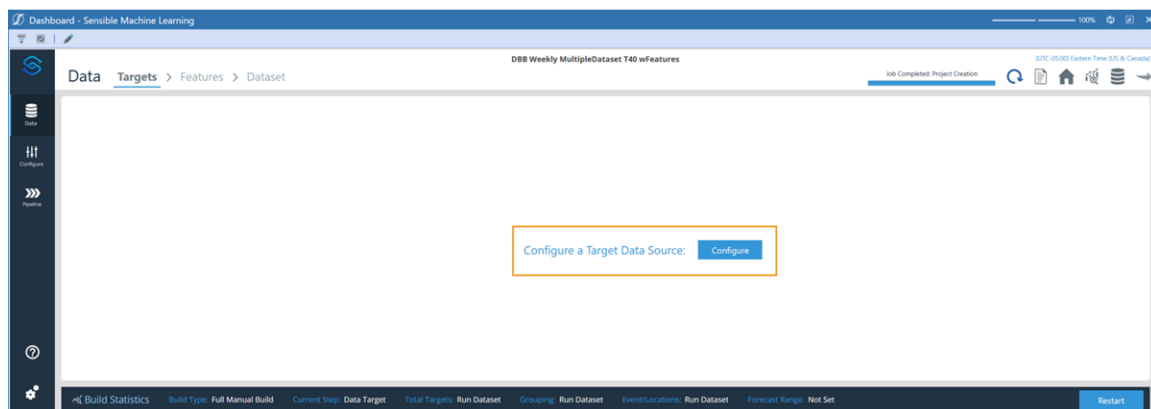 Dashboard - Sensible Machine Learning
100%
DBB Weekly MultipleDataset T40 wFeatures
(UTC-05:00) Eastern Time (US & Canada)
Data Targets > Features > Dataset
Job Completed: Project Creation
Data
Configure
Pipeline
Configure a Target Data Source: Configure
Build Statistics Build Type: Full Manual Build Current Step: Data Target Total Targets: Run Dataset Grouping: Run Dataset Event/Locations: Run Dataset Forecast Range: Not Set Restart